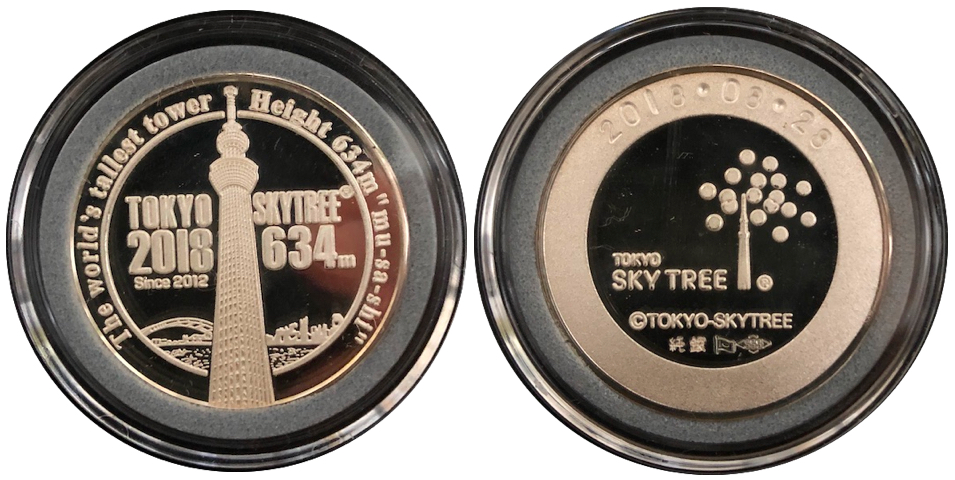 The world's tallest tower
Height 634m "mu-sa-shi"
TOKYO SKYTREE®
2018 634m
Since 2012
2018・08・28
TOKYO
SKY TREE ®
©TOKYO-SKYTREE
純銀